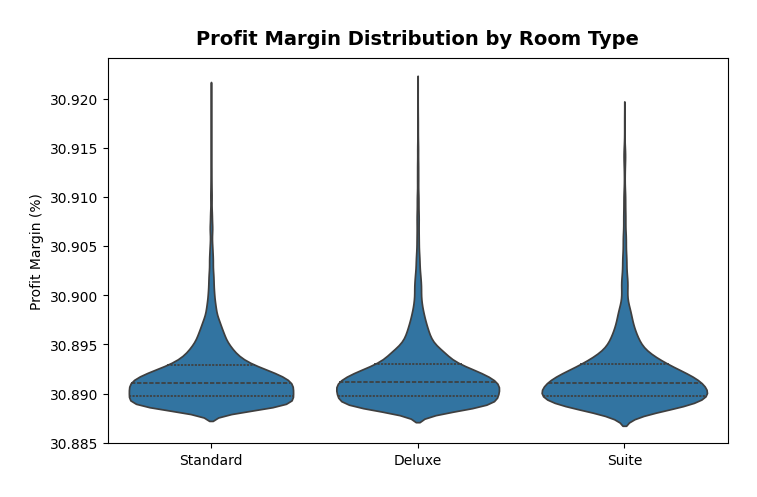 Profit Margin Distribution by Room Type
Profit Margin (%)
30.920
30.915
30.910
30.905
30.900
30.895
30.890
30.885
Standard Deluxe Suite